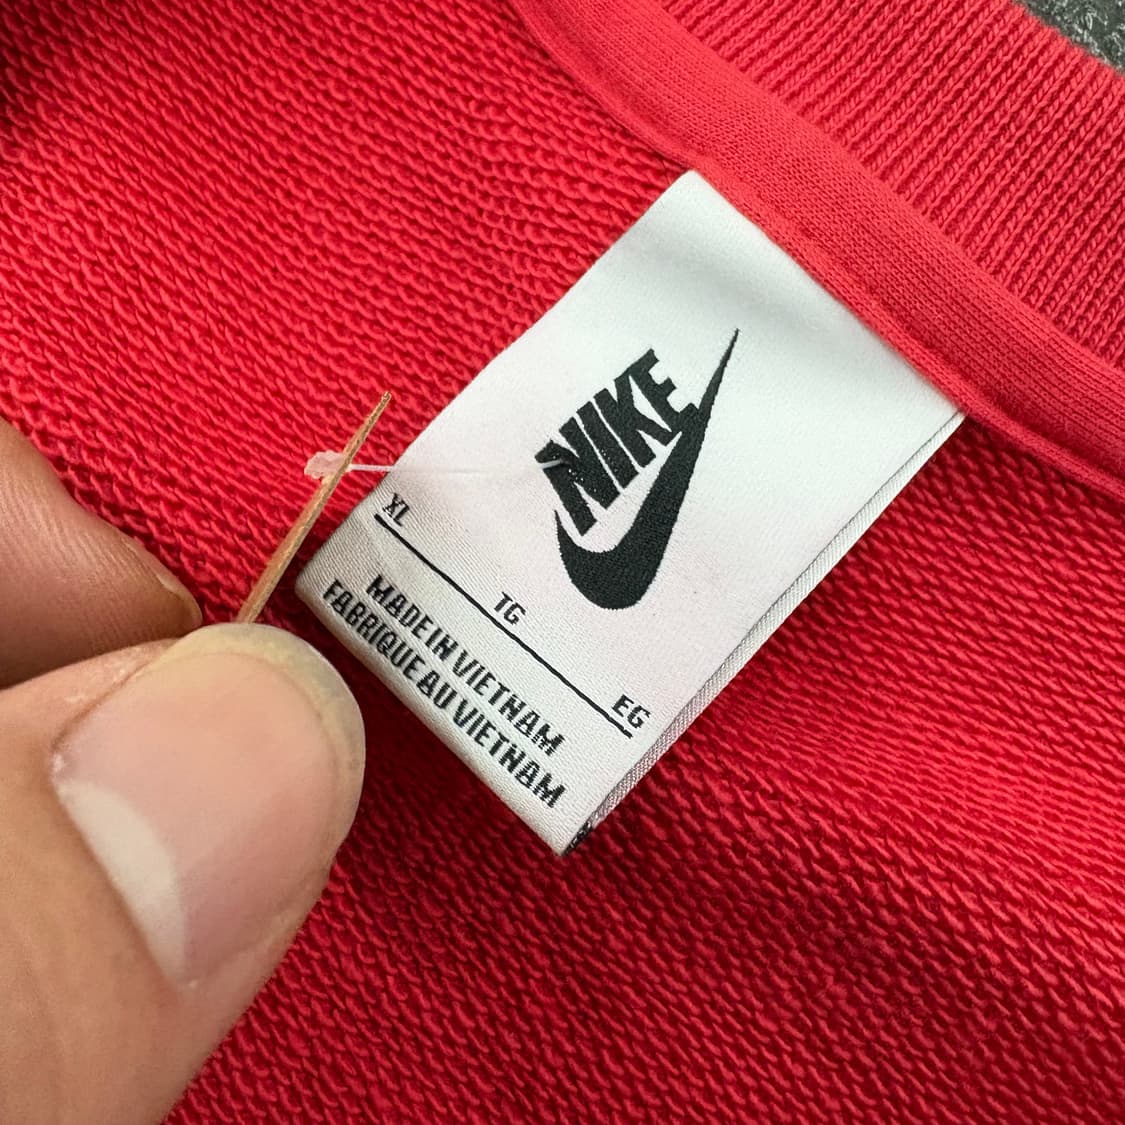 NIKE
XL TG EG
MADE IN VIETNAM
FABRIQUE AU VIETNAM